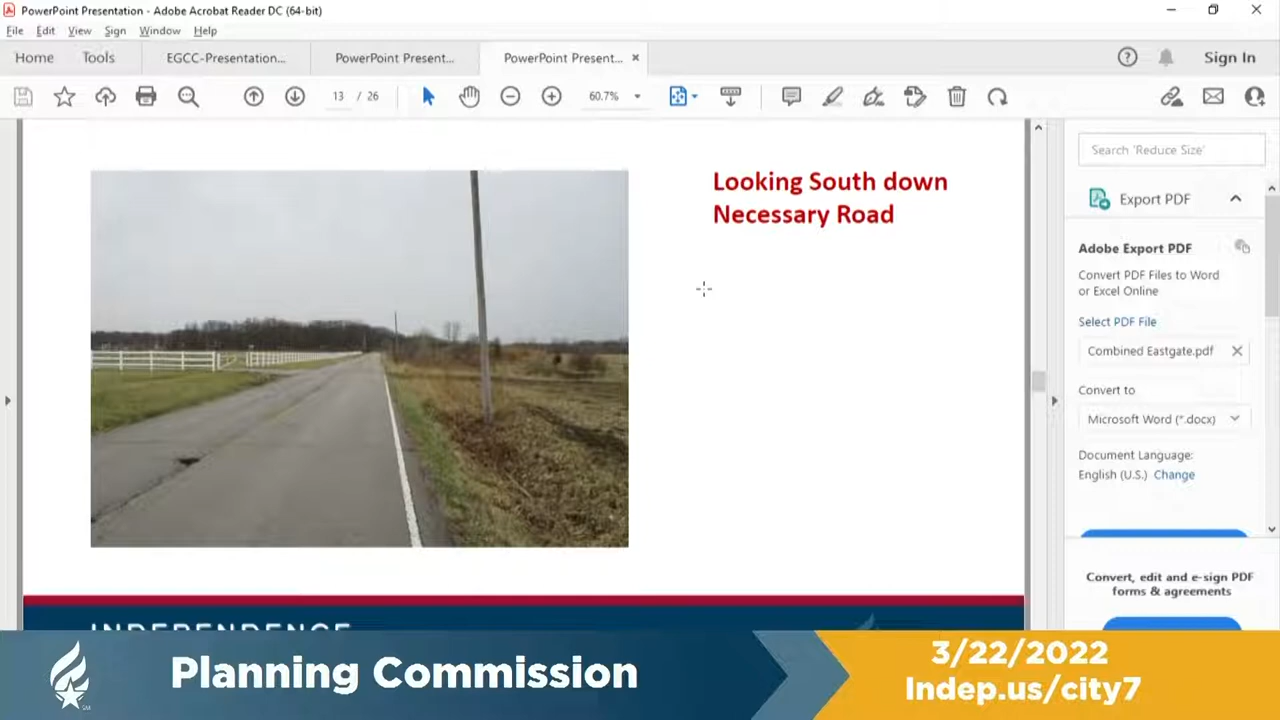 PowerPoint Presentation - Adobe Acrobat Reader DC (64-bit)
File Edit View Sign Window Help
Home Tools EGCC-Presentation... PowerPoint Present... PowerPoint Present... Sign In
13 / 26 60.7%
Looking South down
Necessary Road
Search 'Reduce Size'
Export PDF
Adobe Export PDF
Convert PDF Files to Word
or Excel Online
Select PDF File
Combined Eastgate.pdf
Convert to
Microsoft Word (*.docx)
Document Language:
English (U.S.) Change
Convert, edit and e-sign PDF
forms & agreements
INDEPENDENCE
Planning Commission
3/22/2022
Indep.us/city7